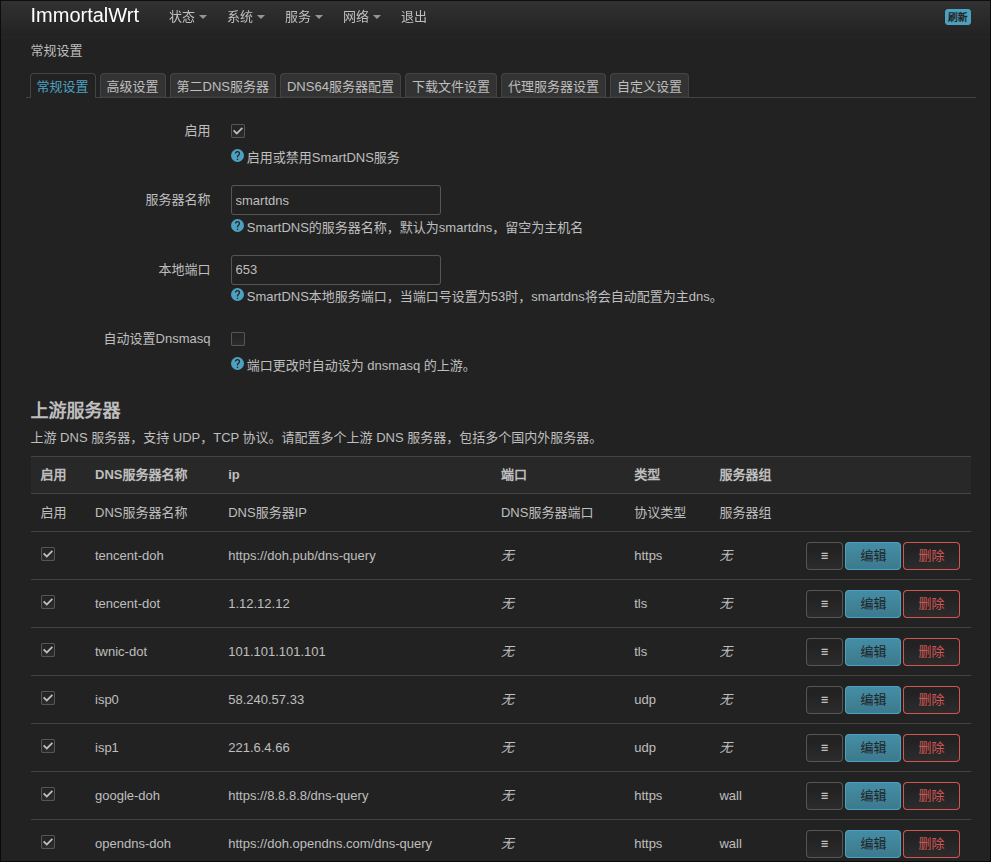 ImmortalWrt 状态 系统 服务 网络 退出 刷新
常规设置
常规设置 高级设置 第二DNS服务器 DNS64服务器配置 下载文件设置 代理服务器设置 自定义设置
启用
启用或禁用SmartDNS服务
服务器名称 smartdns
SmartDNS的服务器名称，默认为smartdns，留空为主机名
本地端口 653
SmartDNS本地服务端口，当端口号设置为53时，smartdns将会自动配置为主dns。
自动设置Dnsmasq
端口更改时自动设为 dnsmasq 的上游。
上游服务器
上游 DNS 服务器，支持 UDP，TCP 协议。请配置多个上游 DNS 服务器，包括多个国内外服务器。
启用 DNS服务器名称 ip 端口 类型 服务器组
启用 DNS服务器名称 DNS服务器IP DNS服务器端口 协议类型 服务器组
tencent-doh https://doh.pub/dns-query 无 https 无 ≡ 编辑 删除
tencent-dot 1.12.12.12 无 tls 无 ≡ 编辑 删除
twnic-dot 101.101.101.101 无 tls 无 ≡ 编辑 删除
isp0 58.240.57.33 无 udp 无 ≡ 编辑 删除
isp1 221.6.4.66 无 udp 无 ≡ 编辑 删除
google-doh https://8.8.8.8/dns-query 无 https wall ≡ 编辑 删除
opendns-doh https://doh.opendns.com/dns-query 无 https wall ≡ 编辑 删除